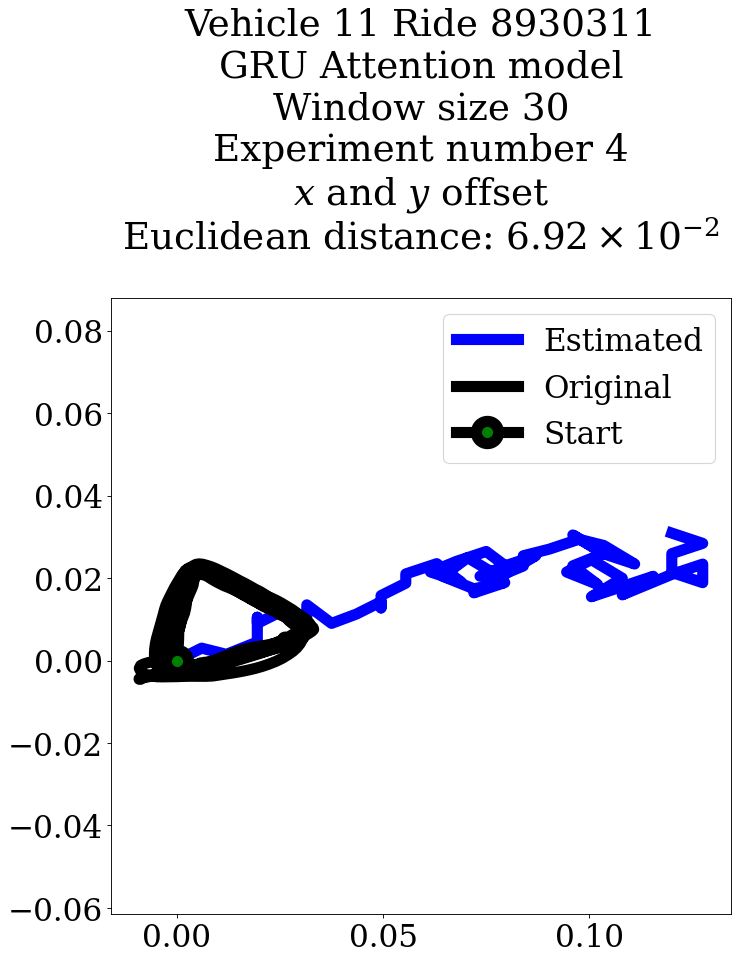 Vehicle 11 Ride 8930311
GRU Attention model
Window size 30
Experiment number 4
x and y offset
Euclidean distance: 6.92 × 10⁻²
Estimated
Original
Start
0.08
0.06
0.04
0.02
0.00
−0.02
−0.04
−0.06
0.00 0.05 0.10